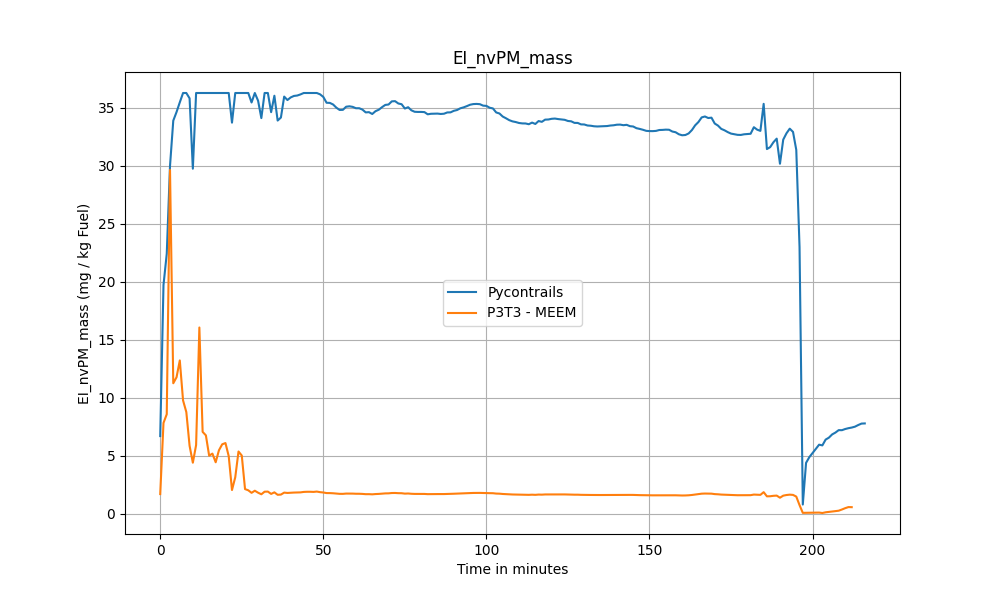 EI_nvPM_mass
EI_nvPM_mass (mg / kg Fuel)
35
30
25
20
15
10
5
0
Pycontrails
P3T3 - MEEM
0 50 100 150 200
Time in minutes